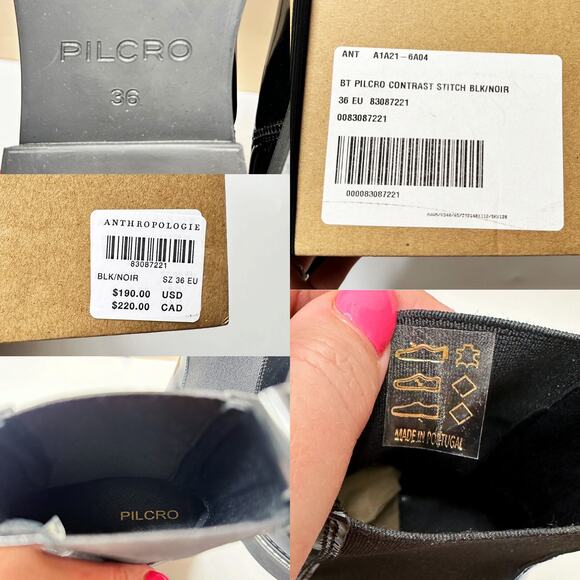 PILCRO
36
ANT A1A21-6A04
BT PILCRO CONTRAST STITCH BLK/NOIR
36 EU 83087221
0083087221
000083087221
ANTHROPOLOGIE
83087221
BLK/NOIR SZ 36 EU
$190.00 USD
$220.00 CAD
PILCRO
MADE IN PORTUGAL